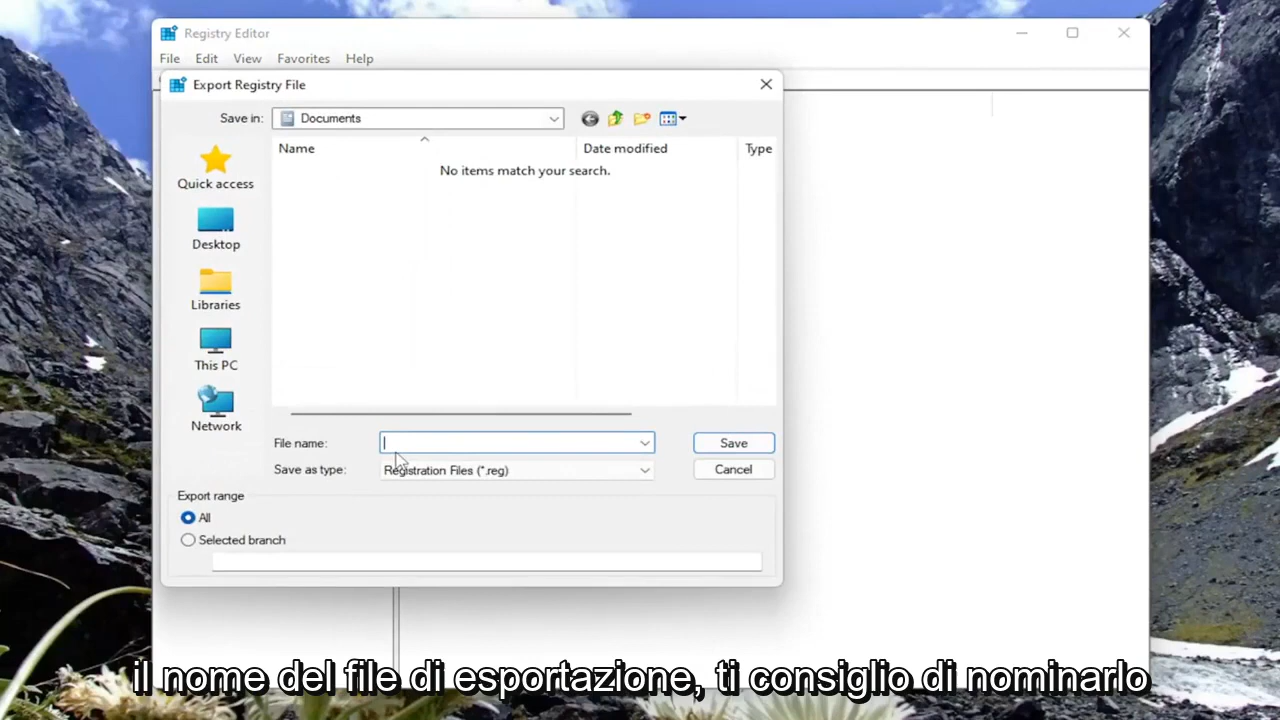 Registry Editor
File Edit View Favorites Help
Export Registry File
Save in: Documents
Name Date modified Type
No items match your search.
Quick access
Desktop
Libraries
This PC
Network
File name: Save
Save as type: Registration Files (*.reg) Cancel
Export range
All
Selected branch
il nome del file di esportazione, ti consiglio di nominarlo